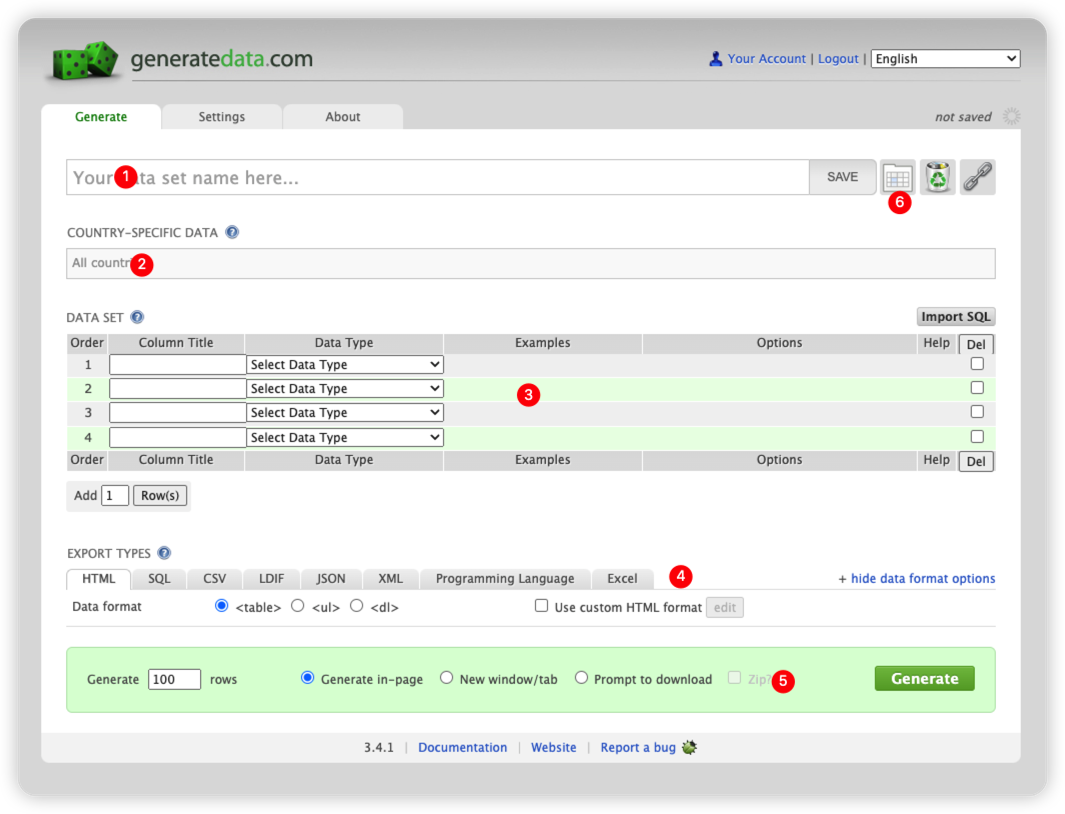 generatedata.com
Your Account | Logout | English
Generate Settings About not saved
Your data set name here... SAVE
1
6
COUNTRY-SPECIFIC DATA ?
All countri
2
DATA SET ? Import SQL
Order Column Title Data Type Examples Options Help Del
1 Select Data Type
2 Select Data Type
3
3 Select Data Type
4 Select Data Type
Order Column Title Data Type Examples Options Help Del
Add 1 Row(s)
EXPORT TYPES ?
HTML SQL CSV LDIF JSON XML Programming Language Excel 4 + hide data format options
Data format <table> <ul> <dl> Use custom HTML format edit
Generate 100 rows Generate in-page New window/tab Prompt to download Zip? 5 Generate
3.4.1 | Documentation | Website | Report a bug